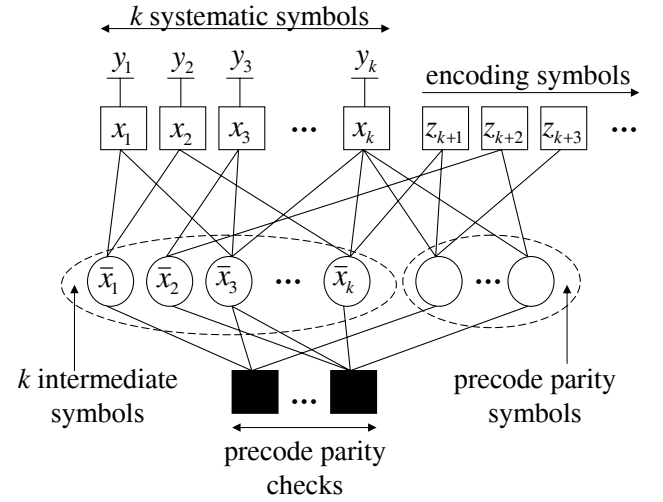 k systematic symbols
y₁ y₂ y₃ yₖ
encoding symbols
x₁ x₂ x₃ ... xₖ zₖ₊₁ zₖ₊₂ zₖ₊₃ ...
x̄₁ x̄₂ x̄₃ ... x̄ₖ ...
k intermediate
symbols
...
precode parity
symbols
precode parity
checks